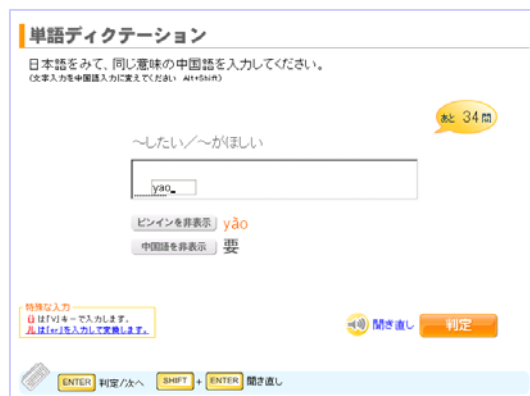 単語ディクテーション
日本語をみて、同じ意味の中国語を入力してください。
(文字入力を中国語入力に変えてください Alt+Shift)
あと 34 問
～したい／～がほしい
yao
ピンインを非表示 yǎo
中国語を非表示 要
特殊な入力
üは「V」キーで入力します。
儿は「er」を入力して変換します。
聞き直し 判定
ENTER 判定/次へ SHIFT + ENTER 聞き直し